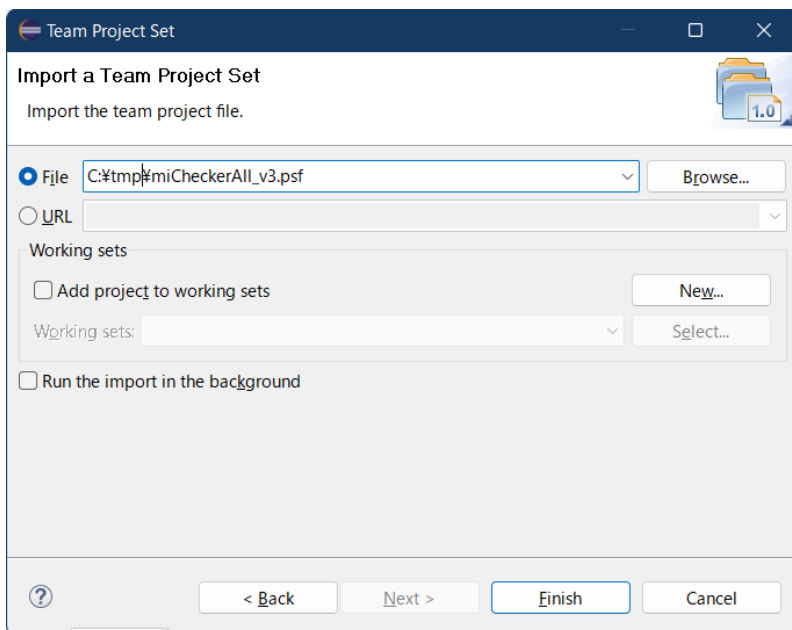 Team Project Set
Import a Team Project Set
Import the team project file.
1.0
File C:¥tmp¥miCheckerAll_v3.psf Browse...
URL
Working sets
Add project to working sets New...
Working sets: Select...
Run the import in the background
? < Back Next > Finish Cancel